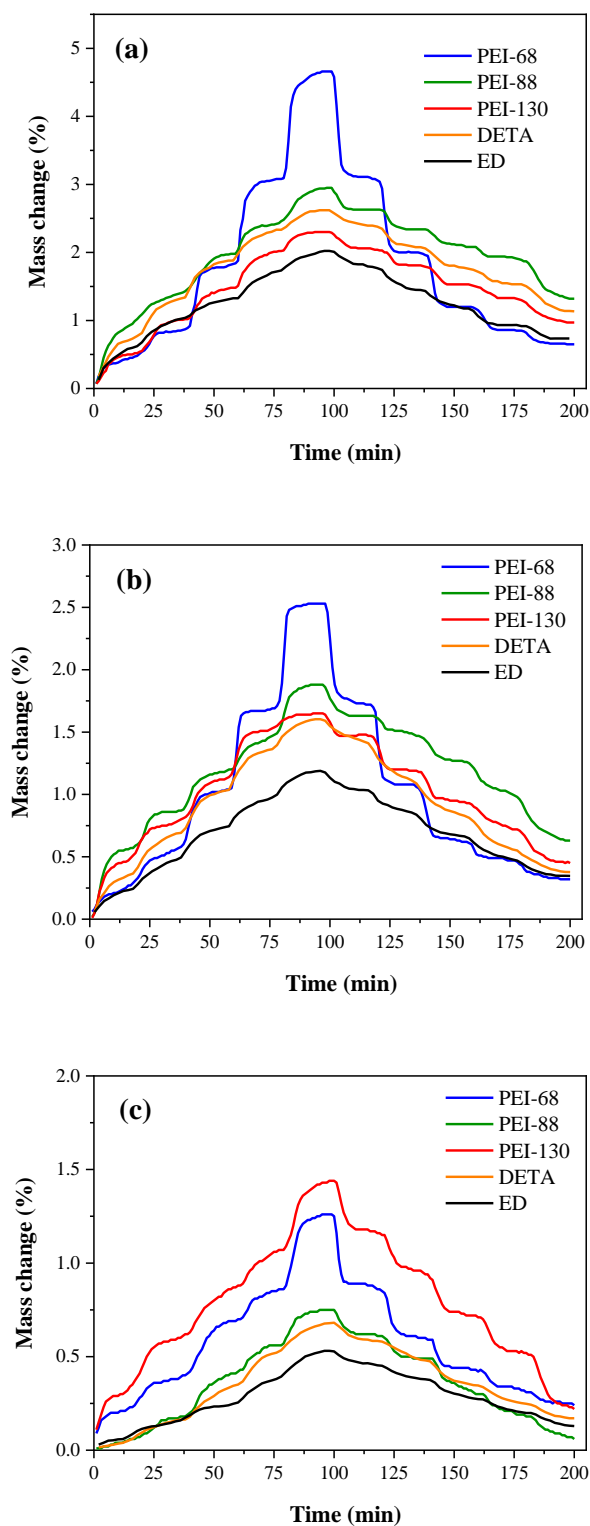 (a)
PEI-68
PEI-88
PEI-130
DETA
ED
Mass change (%)
5
4
3
2
1
0
0 25 50 75 100 125 150 175 200
Time (min)
(b)
PEI-68
PEI-88
PEI-130
DETA
ED
Mass change (%)
3.0
2.5
2.0
1.5
1.0
0.5
0.0
0 25 50 75 100 125 150 175 200
Time (min)
(c)
PEI-68
PEI-88
PEI-130
DETA
ED
Mass change (%)
2.0
1.5
1.0
0.5
0.0
0 25 50 75 100 125 150 175 200
Time (min)